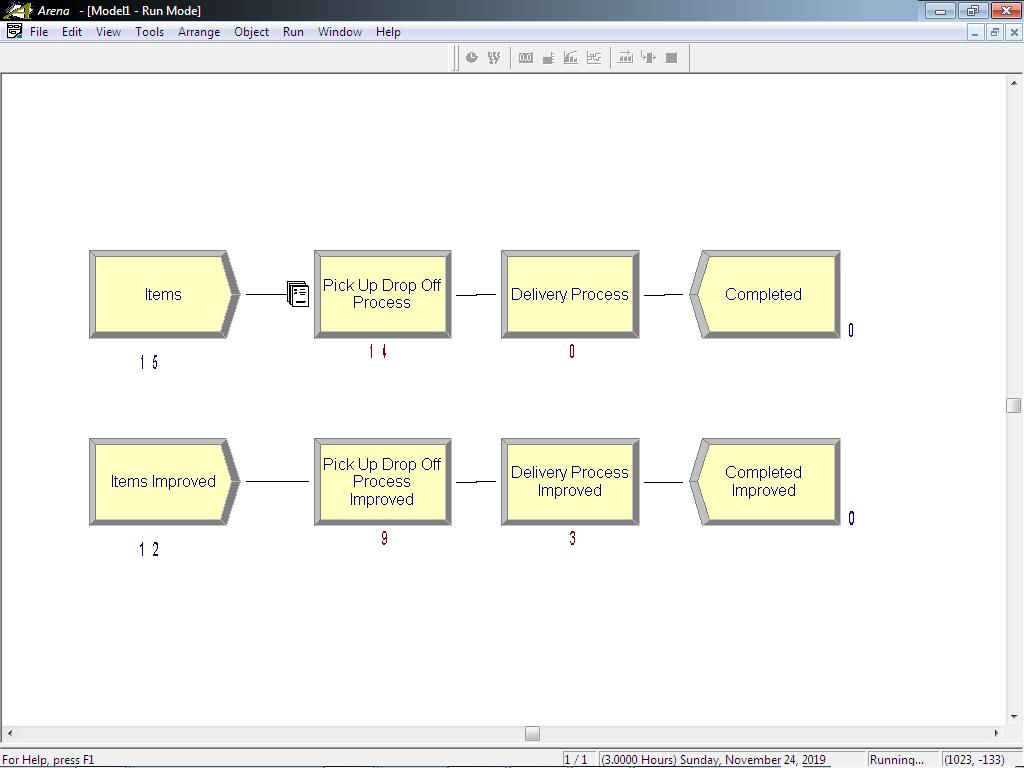 Arena - [Model1 - Run Mode]
File Edit View Tools Arrange Object Run Window Help
Items
Pick Up Drop Off
Process
Delivery Process
Completed
0
15
14
0
Items Improved
Pick Up Drop Off
Process
Improved
Delivery Process
Improved
Completed
Improved
0
12
9
3
For Help, press F1
1 / 1
(3.0000 Hours) Sunday, November 24, 2019
Running...
(1023, -133)